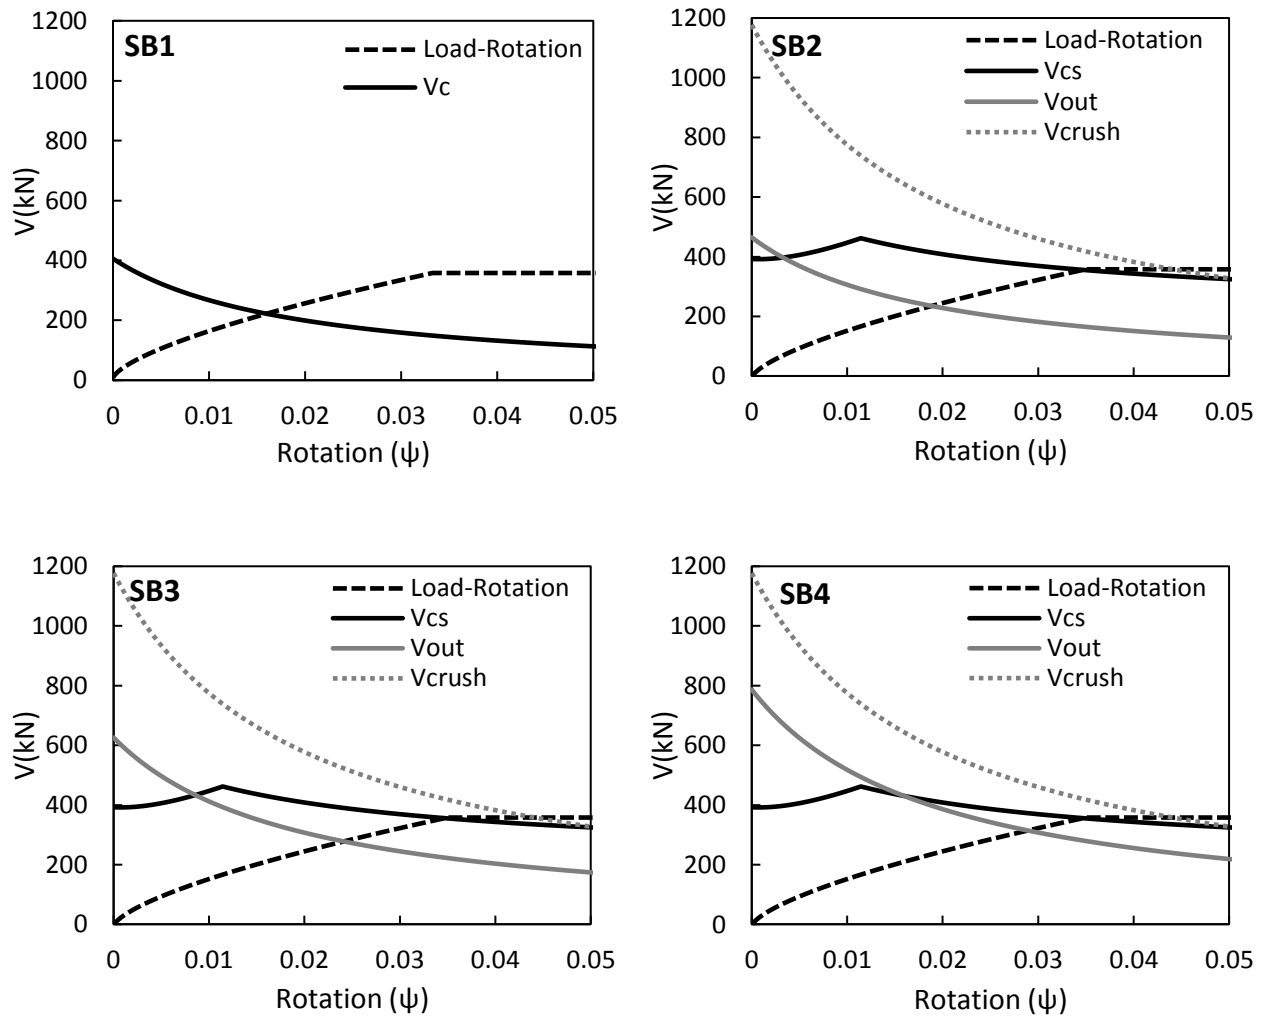 SB1
Load-Rotation
Vc
V(kN)
1200
1000
800
600
400
200
0
0 0.01 0.02 0.03 0.04 0.05
Rotation (ψ)
SB2
Load-Rotation
Vcs
Vout
Vcrush
V(kN)
1200
1000
800
600
400
200
0
0 0.01 0.02 0.03 0.04 0.05
Rotation (ψ)
SB3
Load-Rotation
Vcs
Vout
Vcrush
V(kN)
1200
1000
800
600
400
200
0
0 0.01 0.02 0.03 0.04 0.05
Rotation (ψ)
SB4
Load-Rotation
Vcs
Vout
Vcrush
V(kN)
1200
1000
800
600
400
200
0
0 0.01 0.02 0.03 0.04 0.05
Rotation (ψ)